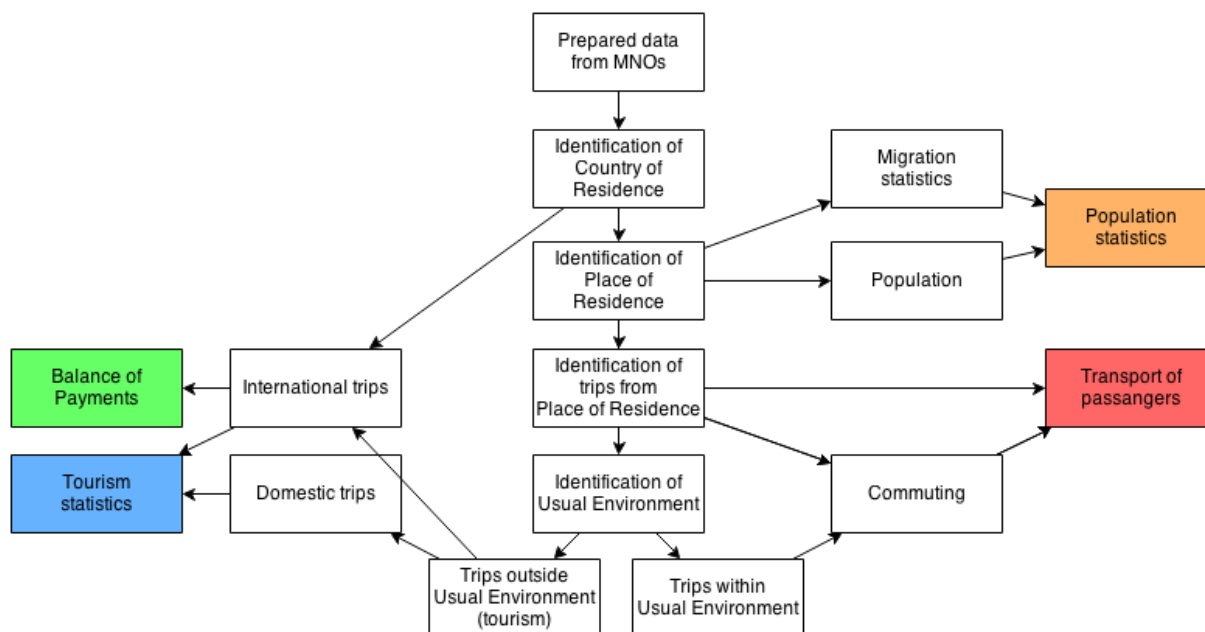 Prepared data
from MNOs
Identification of
Country of
Residence
Migration
statistics
Population
statistics
Identification of
Place of
Residence
Population
Balance of
Payments
International trips
Identification of
trips from
Place of Residence
Transport of
passangers
Tourism
statistics
Domestic trips
Identification of
Usual Environment
Commuting
Trips outside
Usual Environment
(tourism)
Trips within
Usual Environment